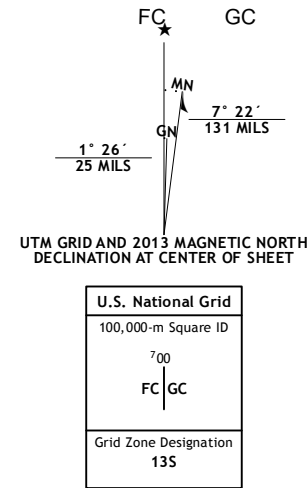 FC GC
MN
GN
7° 22´
131 MILS
1° 26´
25 MILS
UTM GRID AND 2013 MAGNETIC NORTH
DECLINATION AT CENTER OF SHEET
U.S. National Grid
100,000-m Square ID
⁷00
FC GC
Grid Zone Designation
13S